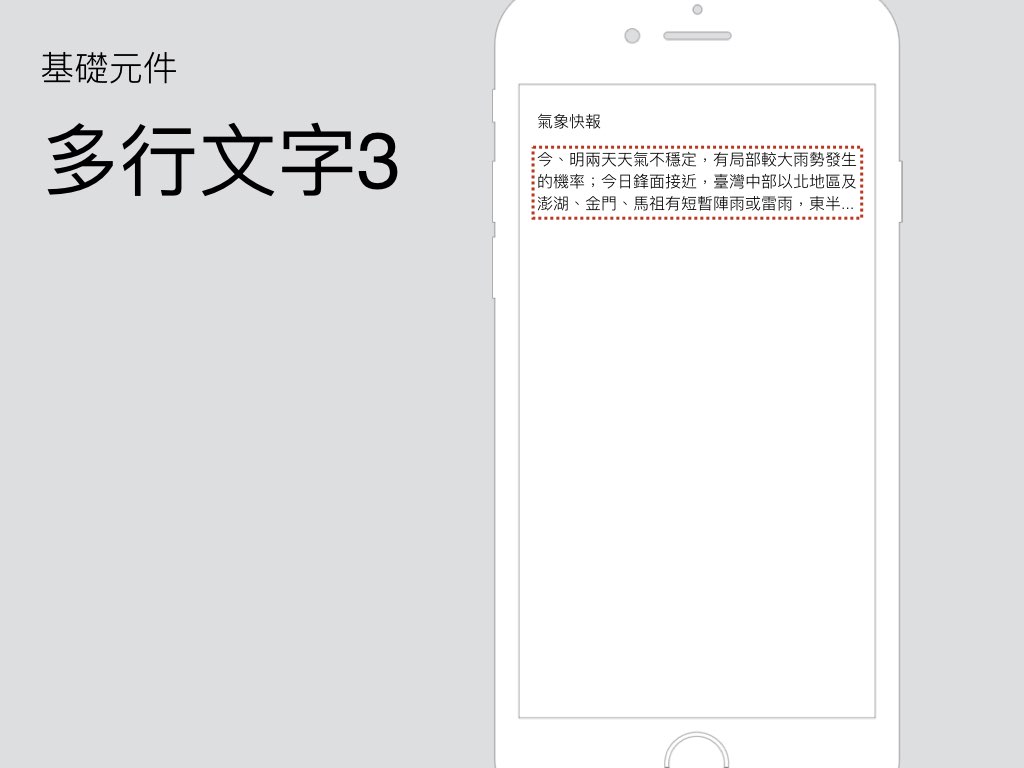 基礎元件
多行文字3
氣象快報
今、明兩天天氣不穩定，有局部較大雨勢發生
的機率；今日鋒面接近，臺灣中部以北地區及
澎湖、金門、馬祖有短暫陣雨或雷雨，東半...